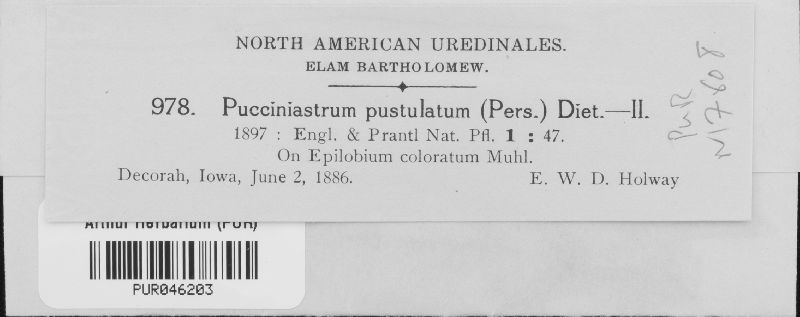 NORTH AMERICAN UREDINALES.
ELAM BARTHOLOMEW.
978. Pucciniastrum pustulatum (Pers.) Diet.—II.
1897 : Engl. & Prantl Nat. Pfl. 1 : 47.
On Epilobium coloratum Muhl.
Decorah, Iowa, June 2, 1886. E. W. D. Holway
PUR
N17608
Arthur Herbarium (PUR)
PUR046203